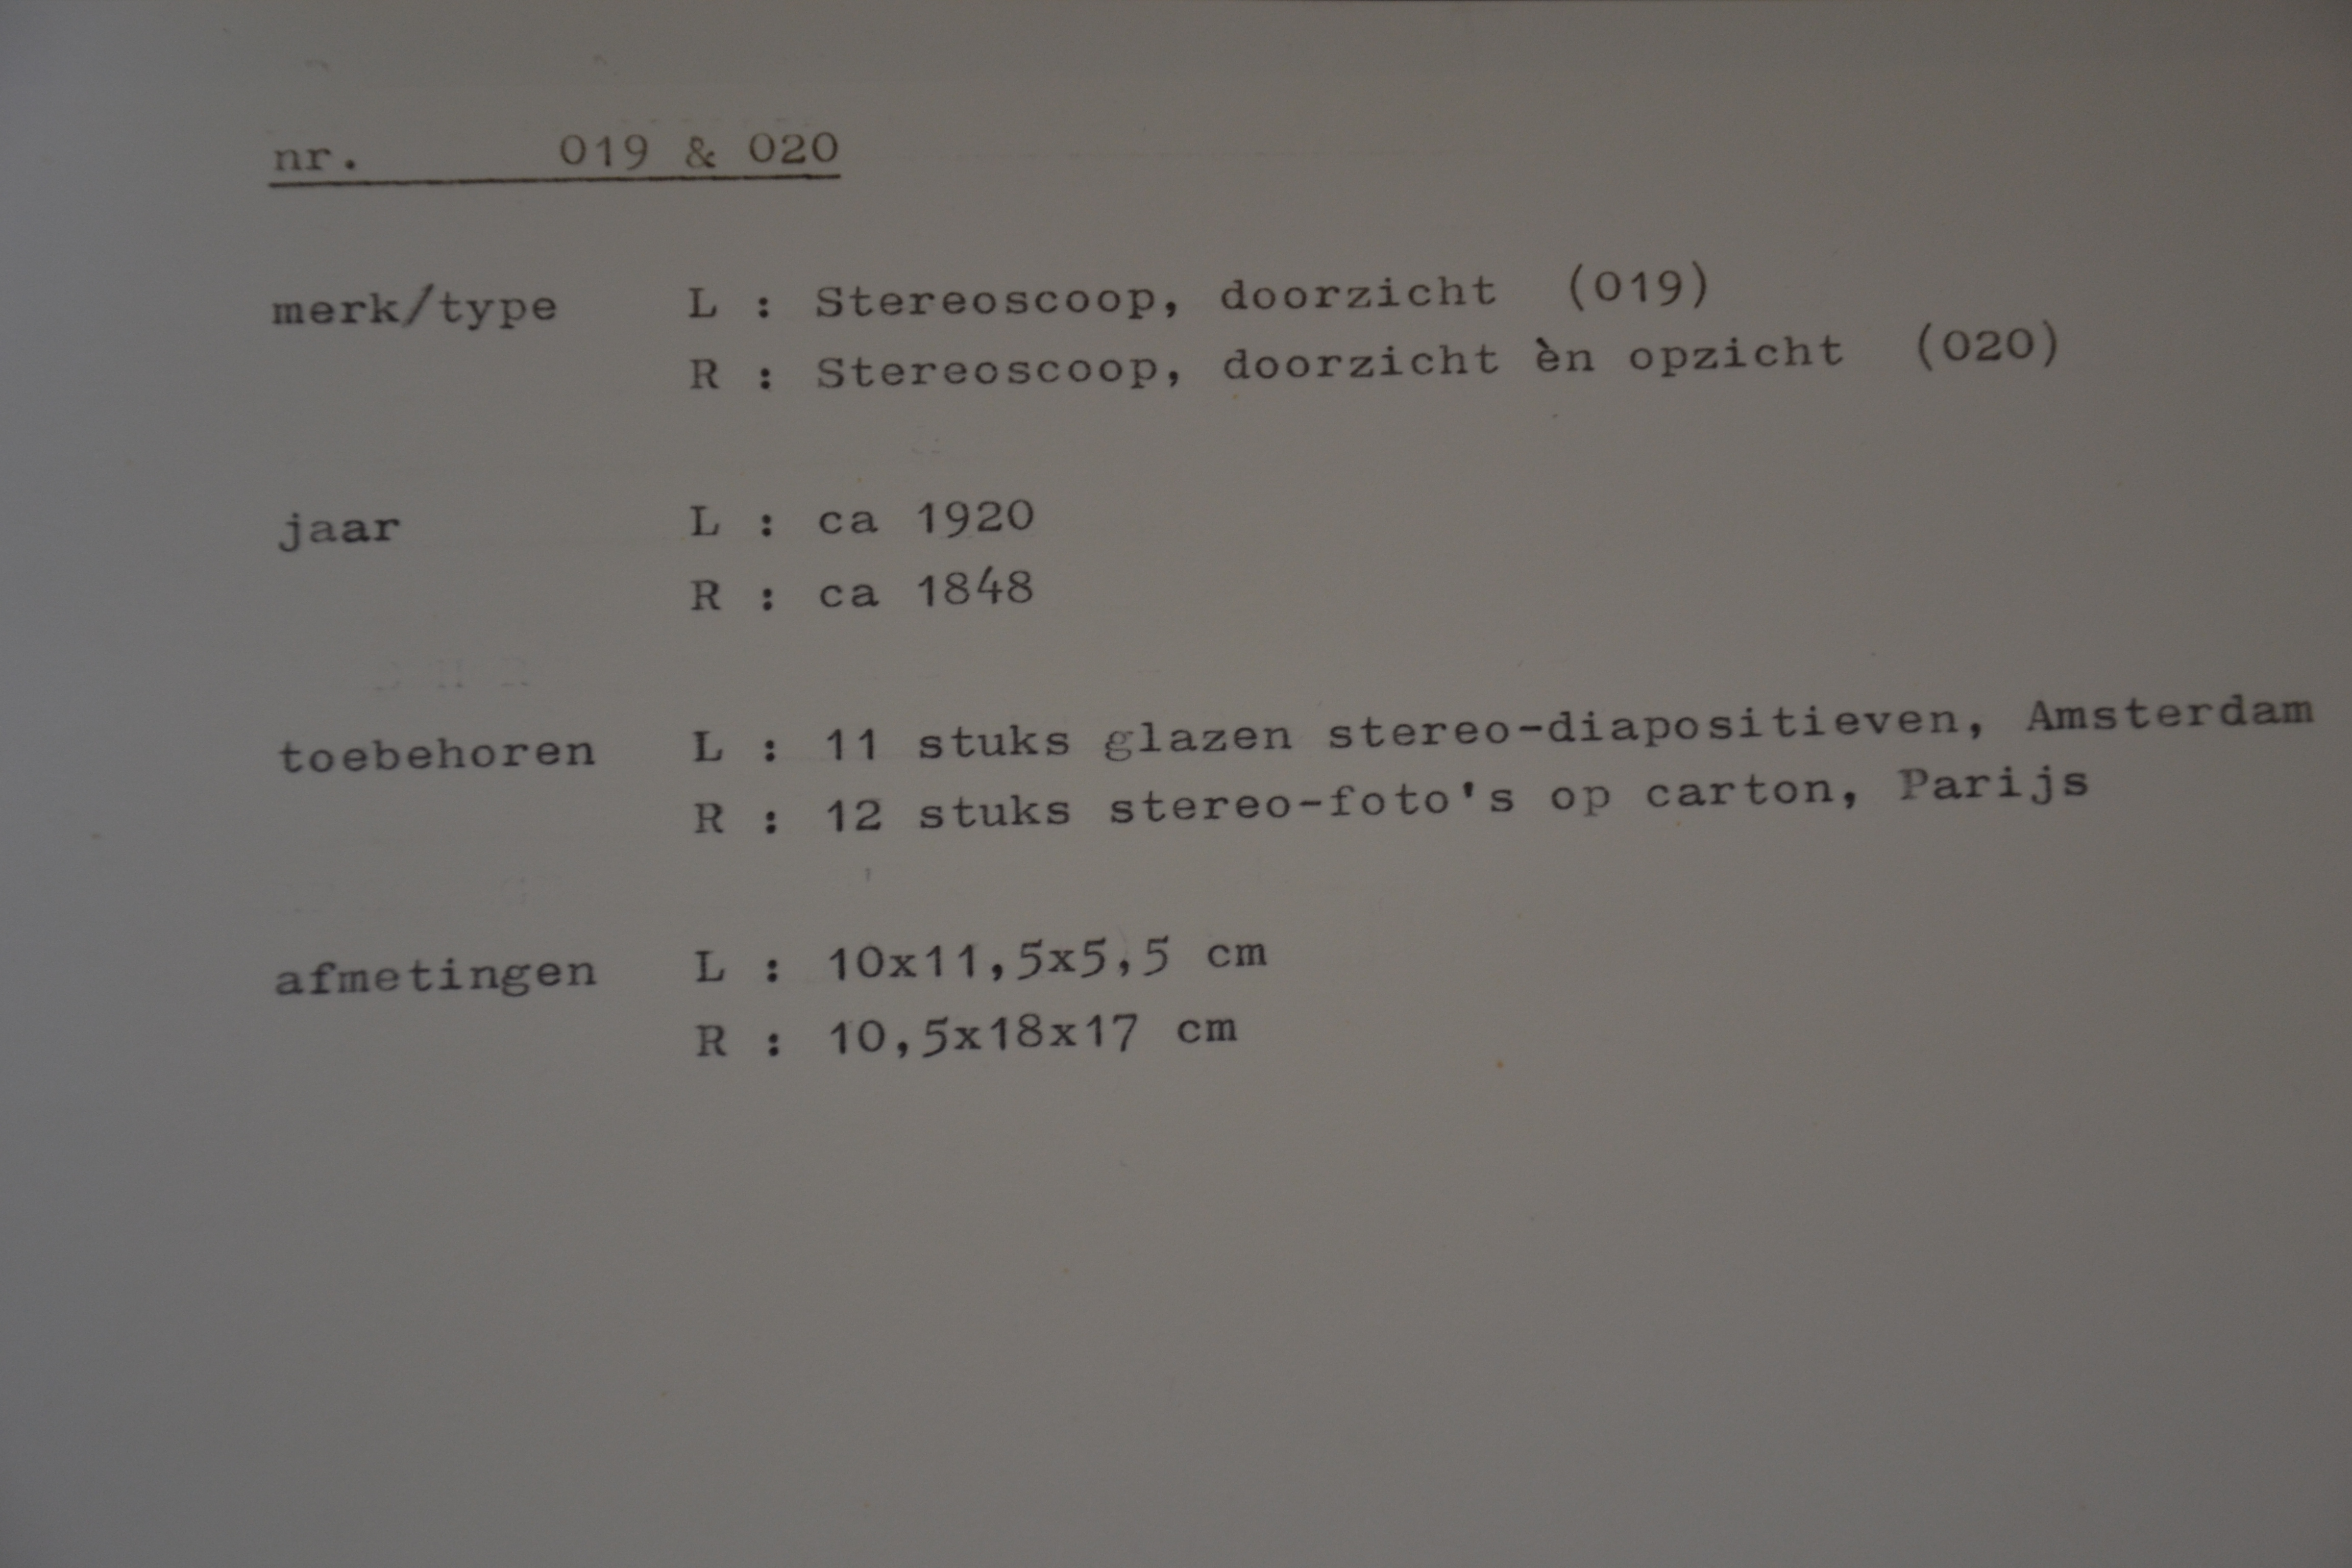 nr. 019 & 020
merk/type L : Stereoscoop, doorzicht (019)
R : Stereoscoop, doorzicht èn opzicht (020)
jaar L : ca 1920
R : ca 1848
toebehoren L : 11 stuks glazen stereo-diapositieven, Amsterdam
R : 12 stuks stereo-foto's op carton, Parijs
afmetingen L : 10x11,5x5,5 cm
R : 10,5x18x17 cm